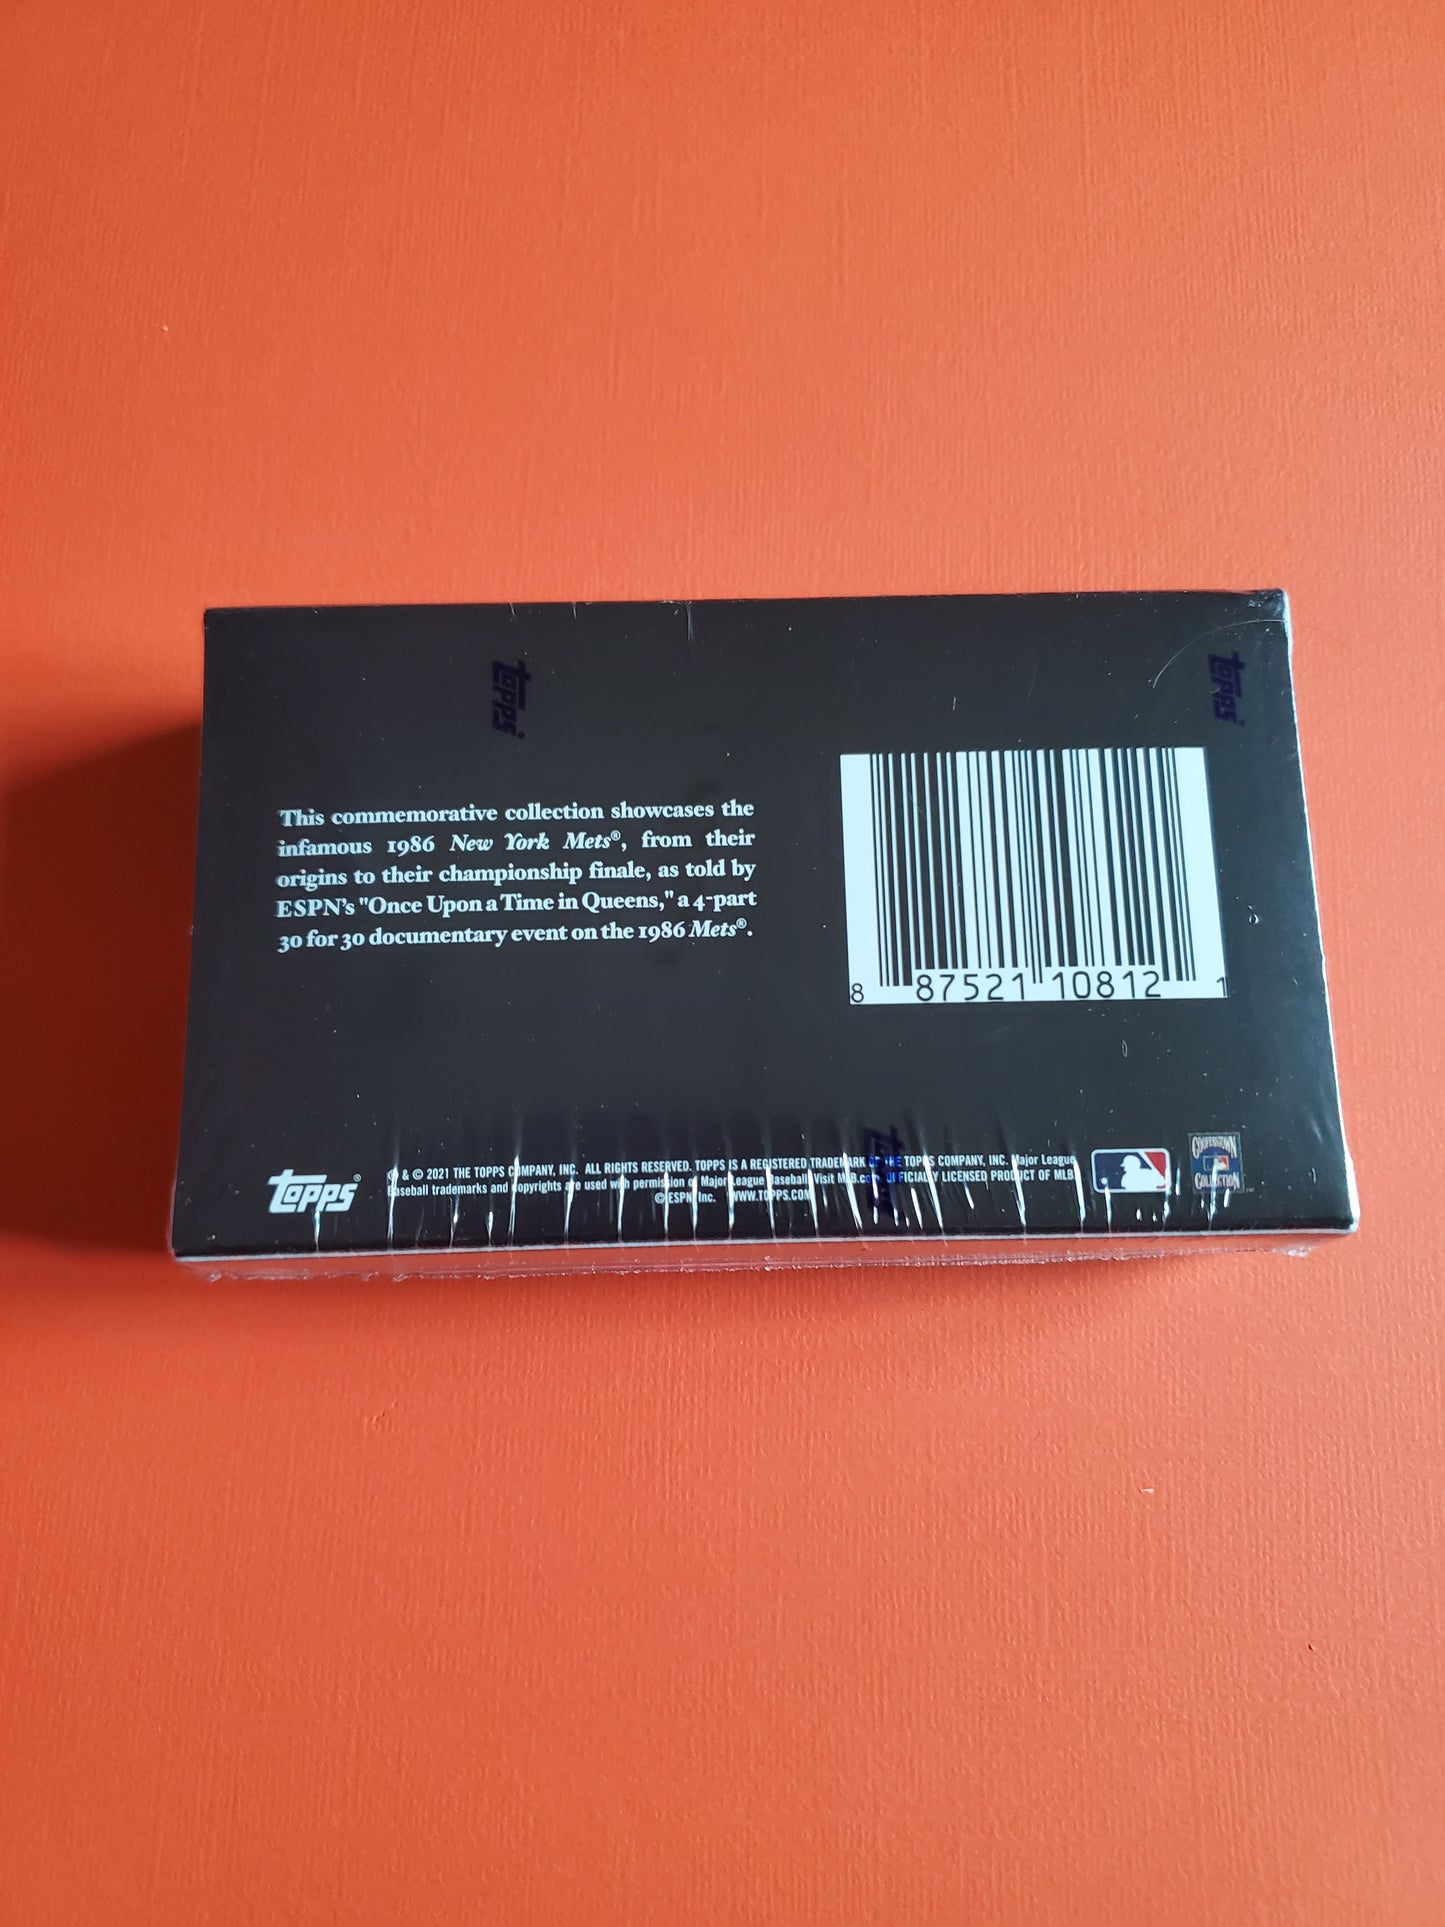 topps
topps
This commemorative collection showcases the
infamous 1986 New York Mets®, from their
origins to their championship finale, as told by
ESPN's "Once Upon a Time in Queens," a 4-part
30 for 30 documentary event on the 1986 Mets®.
8 87521 10812 1
topps
topps®
® & © 2021 THE TOPPS COMPANY, INC. ALL RIGHTS RESERVED. TOPPS IS A REGISTERED TRADEMARK OF THE TOPPS COMPANY, INC. Major League
Baseball trademarks and copyrights are used with permission of Major League Baseball. Visit MLB.com. OFFICIALLY LICENSED PRODUCT OF MLB.
© ESPN, Inc. WWW.TOPPS.COM
COOPERSTOWN
COLLECTION